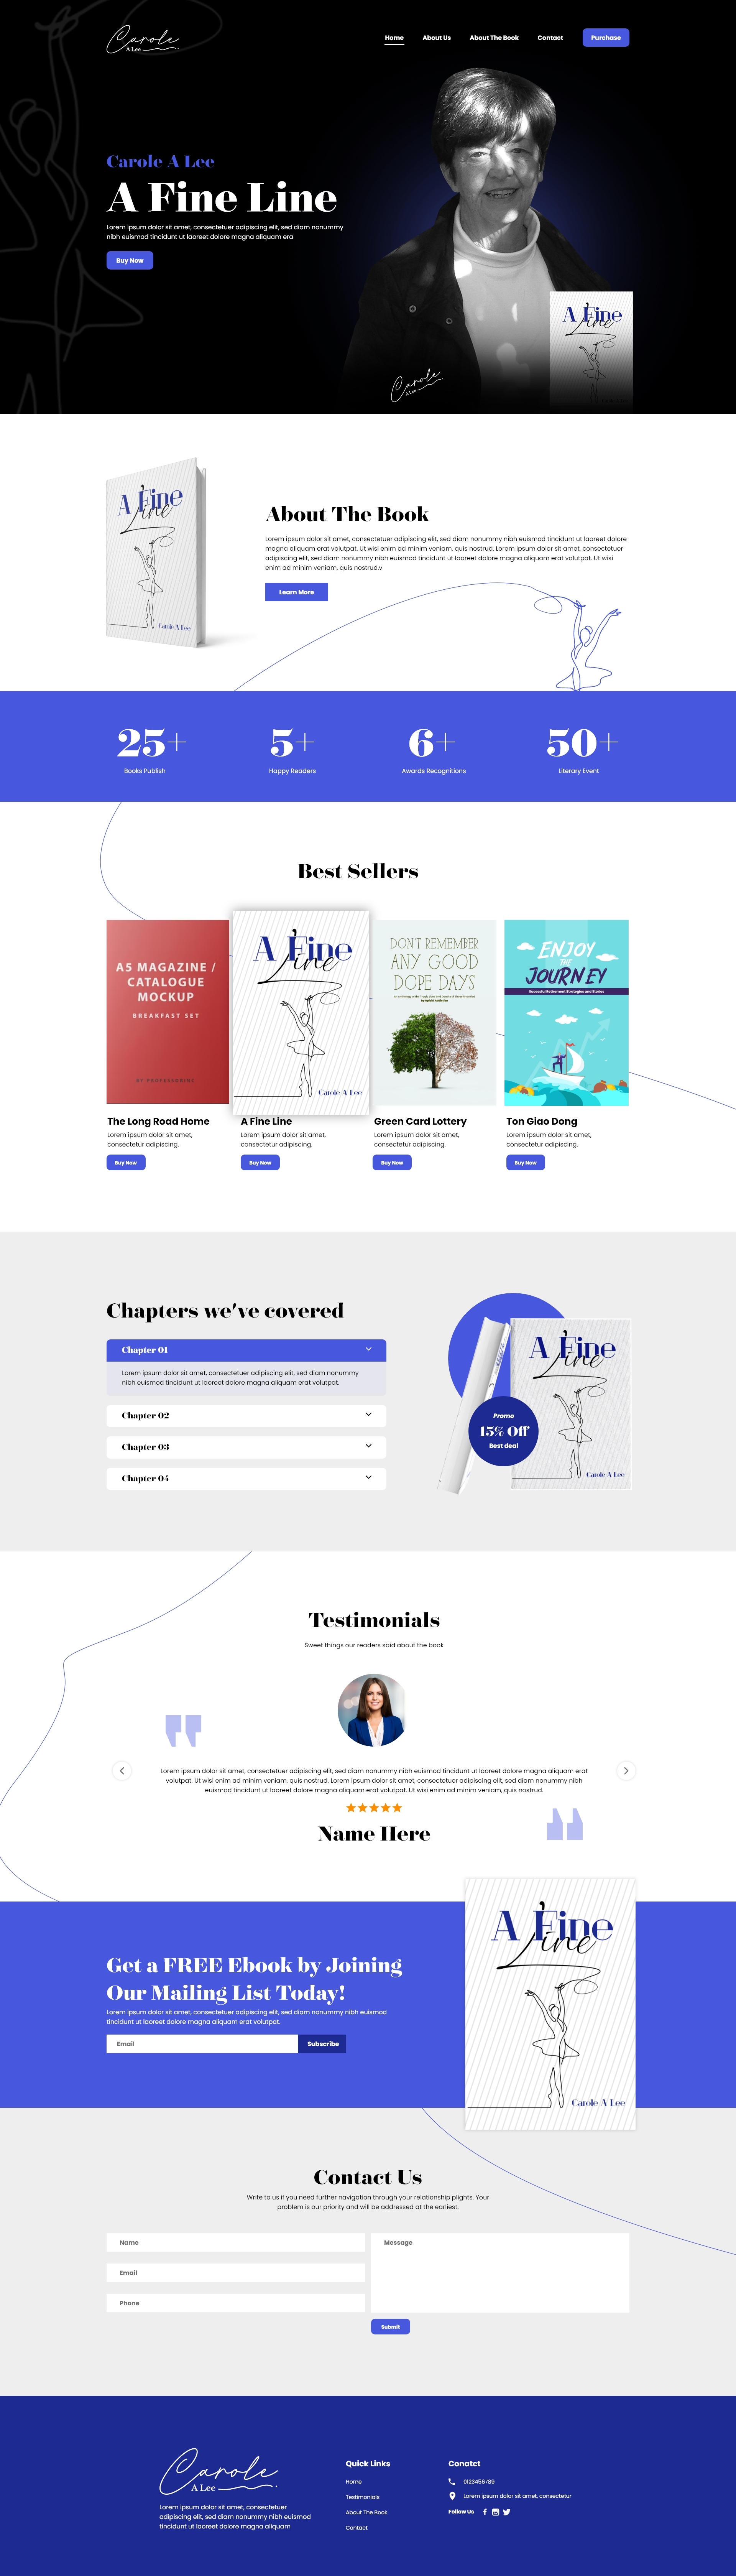 Carole
A Lee
Home About Us About The Book Contact Purchase
Carole A Lee
A Fine Line
Lorem ipsum dolor sit amet, consectetuer adipiscing elit, sed diam nonummy
nibh euismod tincidunt ut laoreet dolore magna aliquam era
Buy Now
A Fine
Line
Carole
A Lee
A Fine
Line
Carole A Lee
About The Book
Lorem ipsum dolor sit amet, consectetuer adipiscing elit, sed diam nonummy nibh euismod tincidunt ut laoreet dolore
magna aliquam erat volutpat. Ut wisi enim ad minim veniam, quis nostrud. Lorem ipsum dolor sit amet, consectetuer
adipiscing elit, sed diam nonummy nibh euismod tincidunt ut laoreet dolore magna aliquam erat volutpat. Ut wisi
enim ad minim veniam, quis nostrud.v
Learn More
25+ 5+ 6+ 50+
Books Publish Happy Readers Awards Recognitions Literary Event
Best Sellers
A5 MAGAZINE /
CATALOGUE
MOCKUP
BREAKFAST SET
A Fine
Line
Carole A Lee
DON'T REMEMBER
ANY GOOD
DOPE DAYS
ENJOY
THE
JOURNEY
Successful Retirement Strategies and Stories
The Long Road Home
Lorem ipsum dolor sit amet,
consectetur adipiscing.
Buy Now
A Fine Line
Lorem ipsum dolor sit amet,
consectetur adipiscing.
Buy Now
Green Card Lottery
Lorem ipsum dolor sit amet,
consectetur adipiscing.
Buy Now
Ton Giao Dong
Lorem ipsum dolor sit amet,
consectetur adipiscing.
Buy Now
Chapters we've covered
Chapter 01
Lorem ipsum dolor sit amet, consectetuer adipiscing elit, sed diam nonummy
nibh euismod tincidunt ut laoreet dolore magna aliquam erat volutpat.
Chapter 02
Chapter 03
Chapter 04
A Fine
Line
Carole A Lee
Promo
15% Off
Best deal
Testimonials
Sweet things our readers said about the book
Lorem ipsum dolor sit amet, consectetuer adipiscing elit, sed diam nonummy nibh euismod tincidunt ut laoreet dolore magna aliquam erat
volutpat. Ut wisi enim ad minim veniam, quis nostrud. Lorem ipsum dolor sit amet, consectetuer adipiscing elit, sed diam nonummy nibh
euismod tincidunt ut laoreet dolore magna aliquam erat volutpat. Ut wisi enim ad minim veniam, quis nostrud.
Name Here
Get a FREE Ebook by Joining
Our Mailing List Today!
Lorem ipsum dolor sit amet, consectetuer adipiscing elit, sed diam nonummy nibh euismod
tincidunt ut laoreet dolore magna aliquam erat volutpat.
Email Subscribe
A Fine
Line
Carole A Lee
Contact Us
Write to us if you need further navigation through your relationship plights. Your
problem is our priority and will be addressed at the earliest.
Name
Email
Phone
Message
Submit
Carole
A Lee
Lorem ipsum dolor sit amet, consectetuer
adipiscing elit, sed diam nonummy nibh euismod
tincidunt ut laoreet dolore magna aliquam
Quick Links
Home
Testimonials
About The Book
Contact
Conatct
0123456789
Lorem ipsum dolor sit amet, consectetur
Follow Us